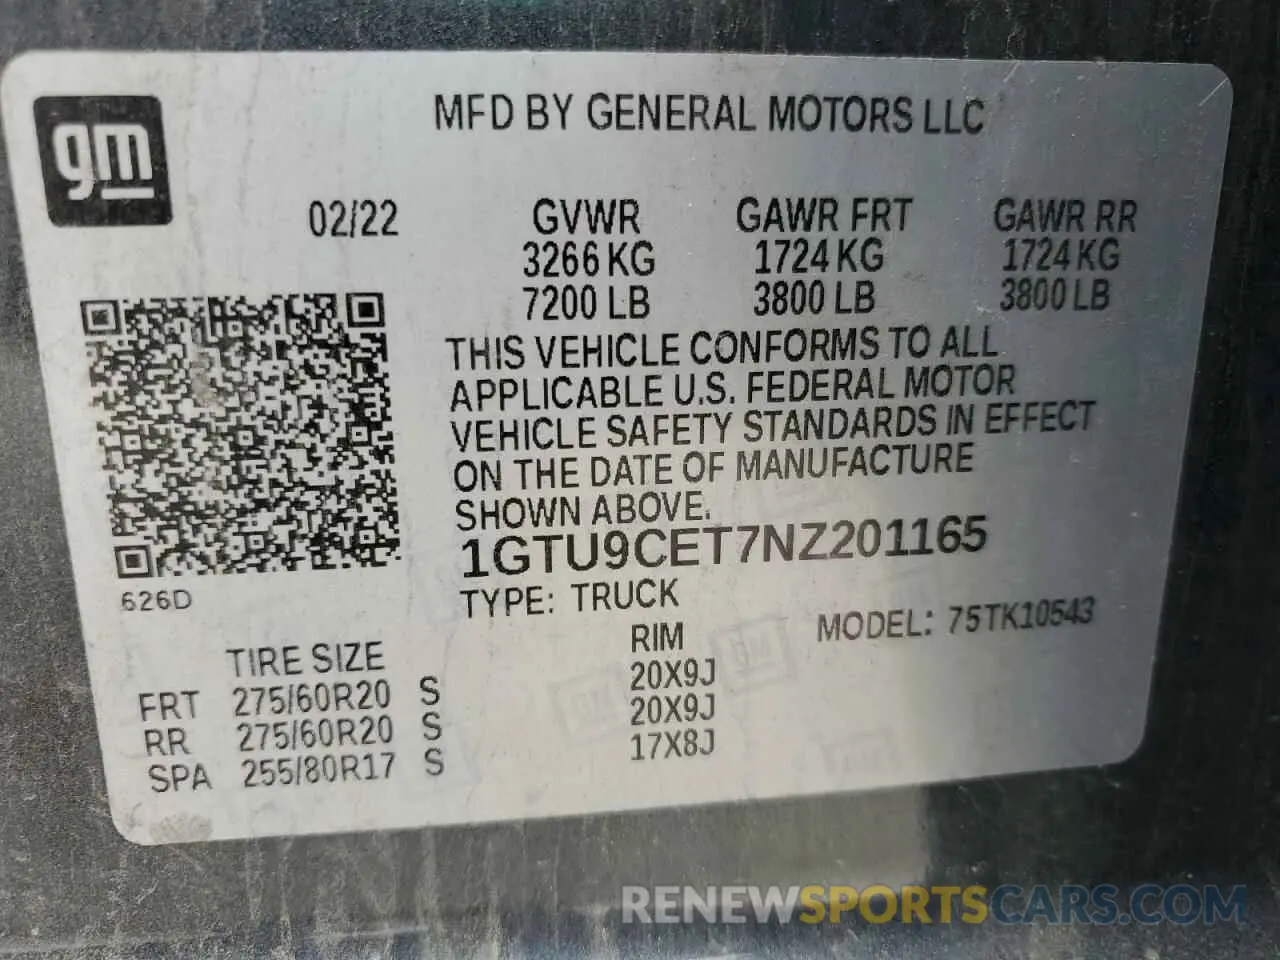 gm
MFD BY GENERAL MOTORS LLC
02/22 GVWR GAWR FRT GAWR RR
3266 KG 1724 KG 1724 KG
7200 LB 3800 LB 3800 LB
THIS VEHICLE CONFORMS TO ALL
APPLICABLE U.S. FEDERAL MOTOR
VEHICLE SAFETY STANDARDS IN EFFECT
ON THE DATE OF MANUFACTURE
SHOWN ABOVE.
1GTU9CET7NZ201165
626D
TYPE: TRUCK
MODEL: 75TK10543
TIRE SIZE RIM
FRT 275/60R20 S 20X9J
RR 275/60R20 S 20X9J
SPA 255/80R17 S 17X8J
RENEWSPORTSCARS.COM